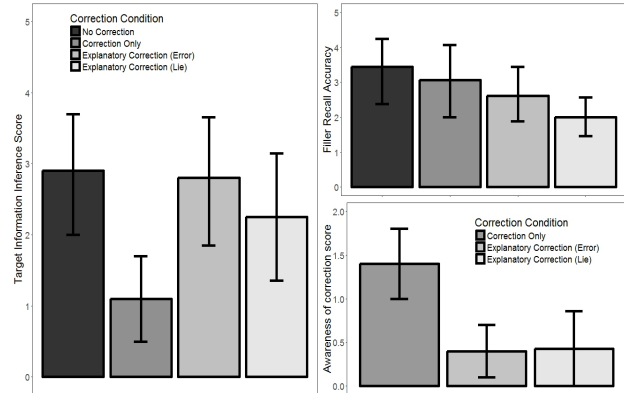 Target Information Inference Score
5
4
3
2
1
0
Correction Condition
No Correction
Correction Only
Explanatory Correction (Error)
Explanatory Correction (Lie)
Filler Recall Accuracy
5
4
3
2
1
0
Awareness of correction score
2.0
1.5
1.0
0.5
0.0
Correction Condition
Correction Only
Explanatory Correction (Error)
Explanatory Correction (Lie)